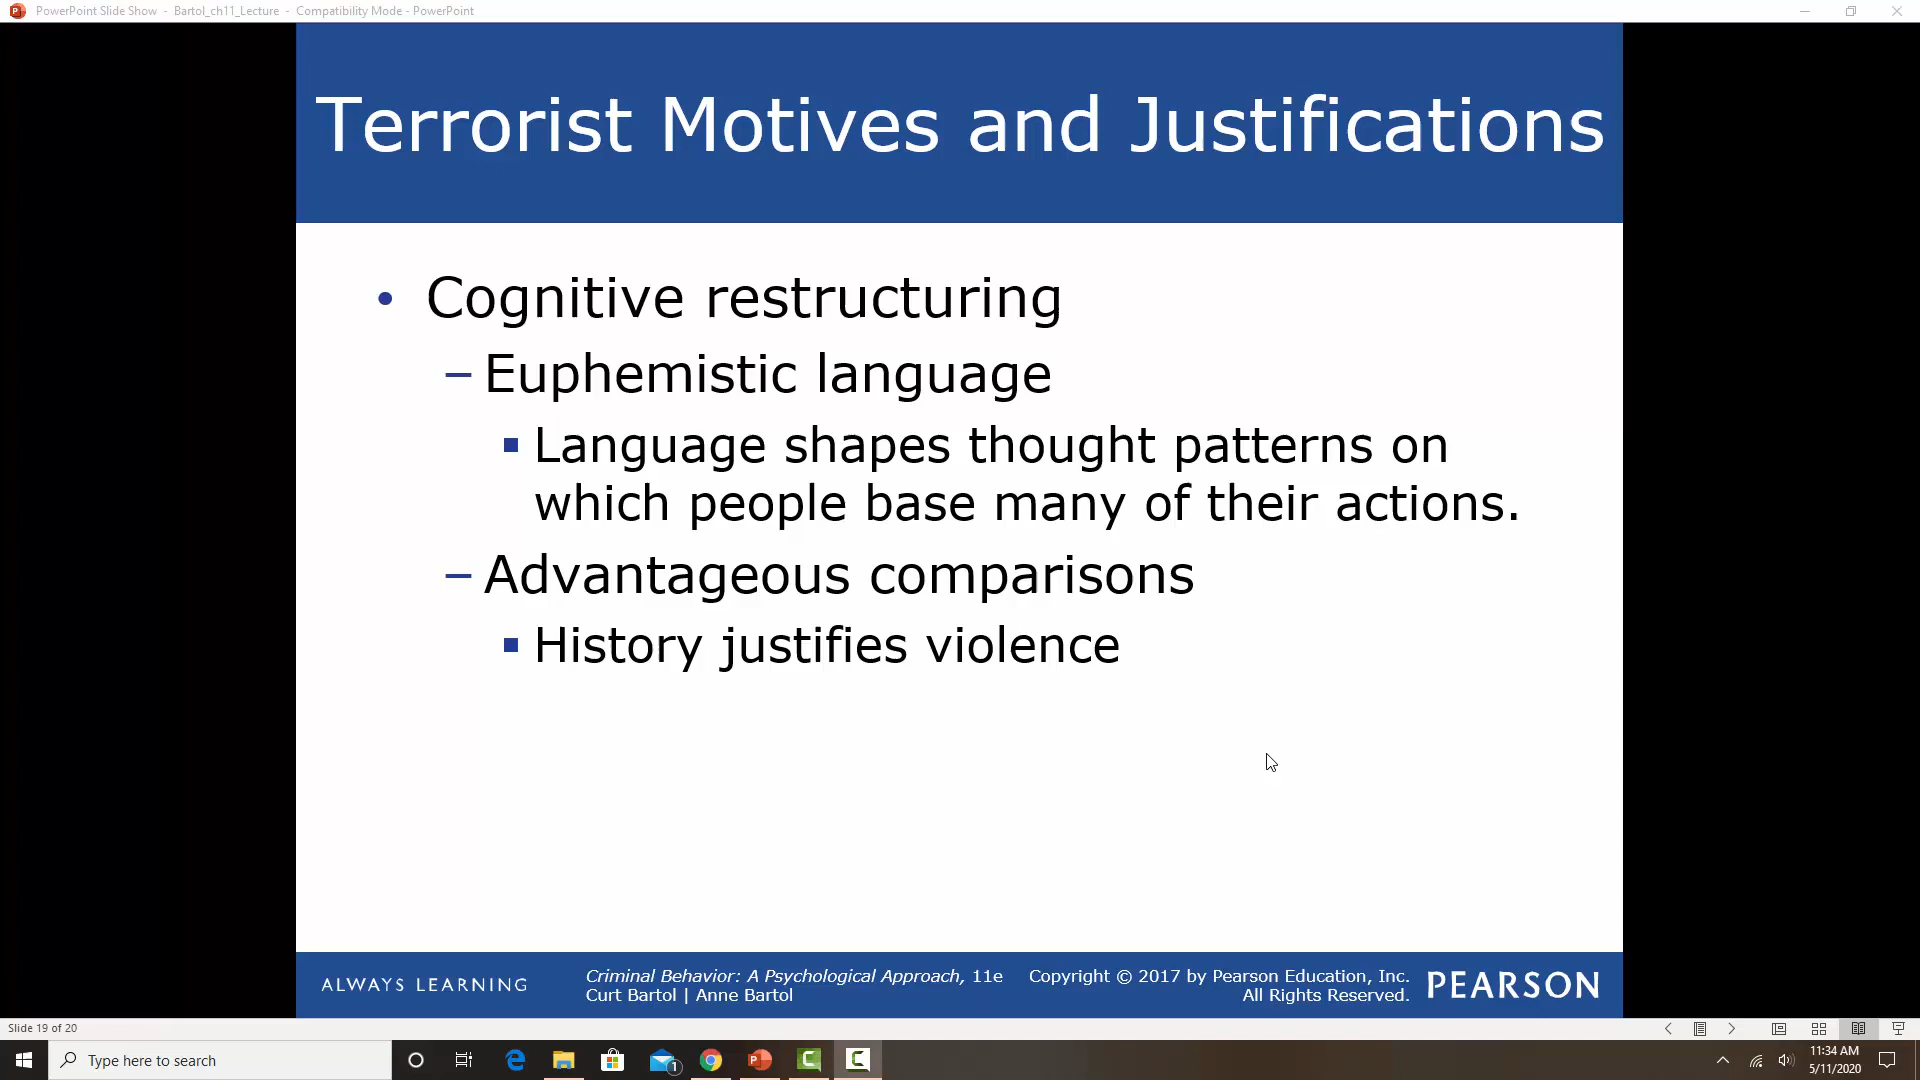 PowerPoint Slide Show - Bartol_ch11_Lecture - Compatibility Mode - PowerPoint
Terrorist Motives and Justifications
• Cognitive restructuring
– Euphemistic language
▪ Language shapes thought patterns on
which people base many of their actions.
– Advantageous comparisons
▪ History justifies violence
ALWAYS LEARNING
Criminal Behavior: A Psychological Approach, 11e
Curt Bartol | Anne Bartol
Copyright © 2017 by Pearson Education, Inc.
All Rights Reserved.
PEARSON
Slide 19 of 20
Type here to search
1
11:34 AM
5/11/2020